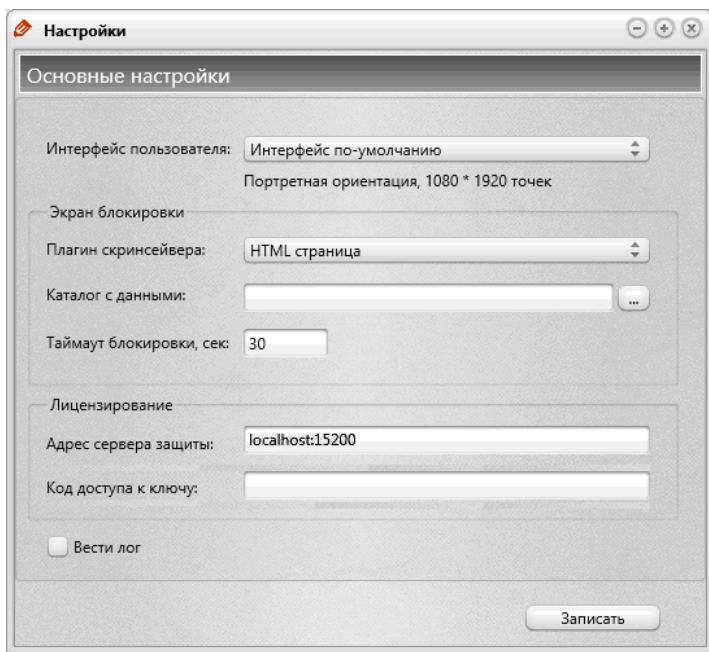 Настройки
Основные настройки
Интерфейс пользователя: Интерфейс по-умолчанию
Портретная ориентация, 1080 * 1920 точек
Экран блокировки
Плагин скринсейвера: HTML страница
Каталог с данными: ...
Таймаут блокировки, сек: 30
Лицензирование
Адрес сервера защиты: localhost:15200
Код доступа к ключу:
Вести лог
Записать